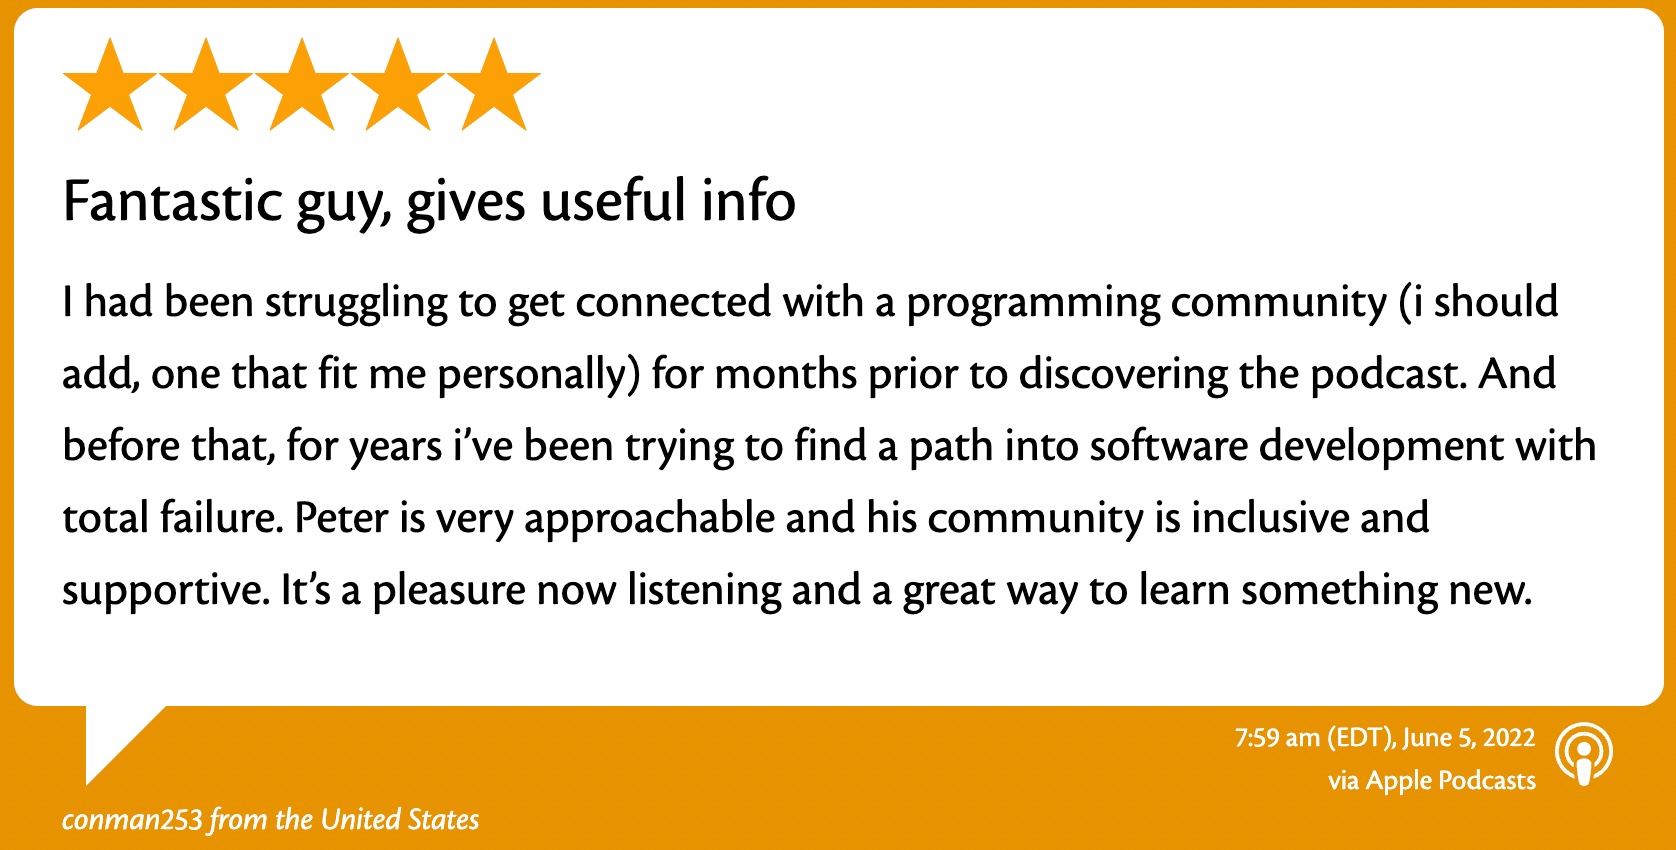 Fantastic guy, gives useful info
I had been struggling to get connected with a programming community (i should
add, one that fit me personally) for months prior to discovering the podcast. And
before that, for years i’ve been trying to find a path into software development with
total failure. Peter is very approachable and his community is inclusive and
supportive. It’s a pleasure now listening and a great way to learn something new.
7:59 am (EDT), June 5, 2022
via Apple Podcasts
conman253 from the United States